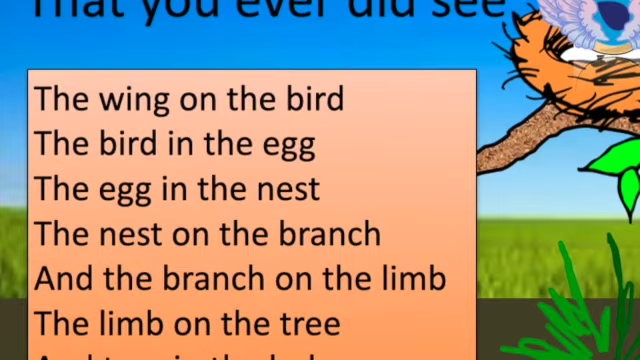 That you ever did see
The wing on the bird
The bird in the egg
The egg in the nest
The nest on the branch
And the branch on the limb
The limb on the tree